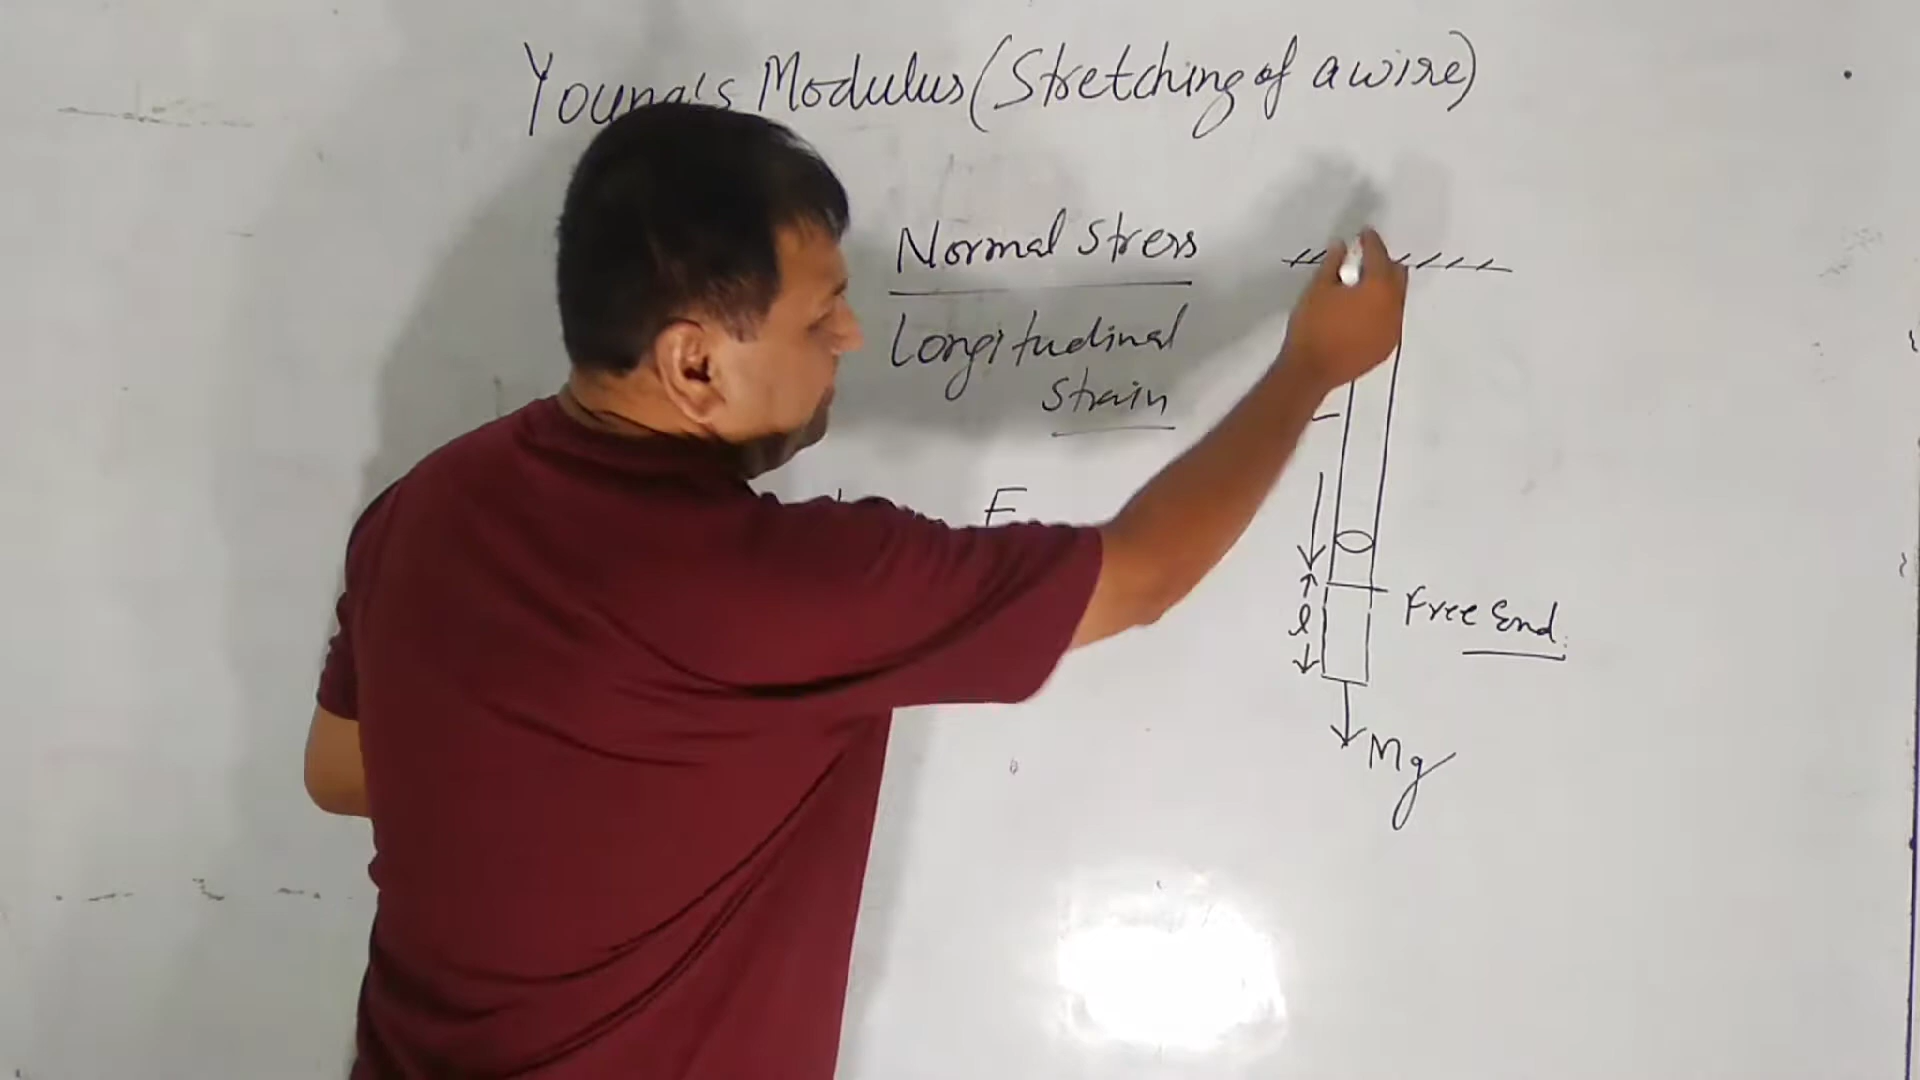 Young's Modulus (Stretching of a wire)
Normal stress
Longitudinal
strain
F
l
Free End
Mg